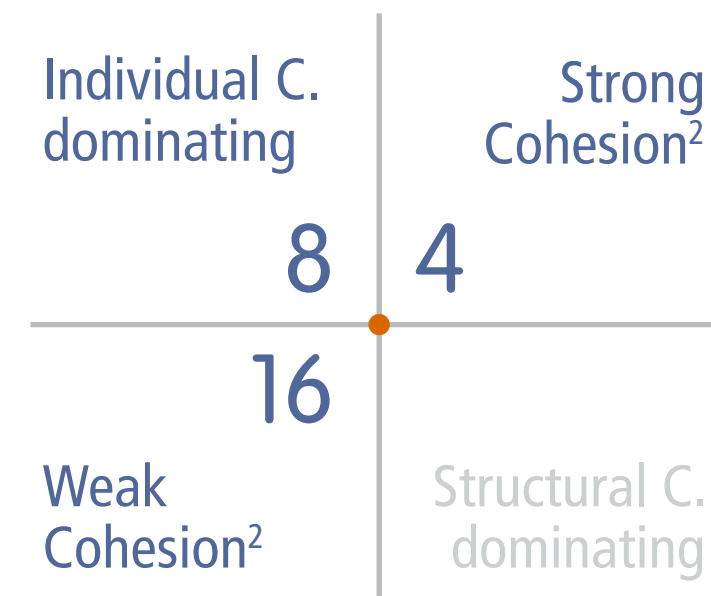 Individual C.
dominating
8
Strong
Cohesion²
4
16
Weak
Cohesion²
Structural C.
dominating